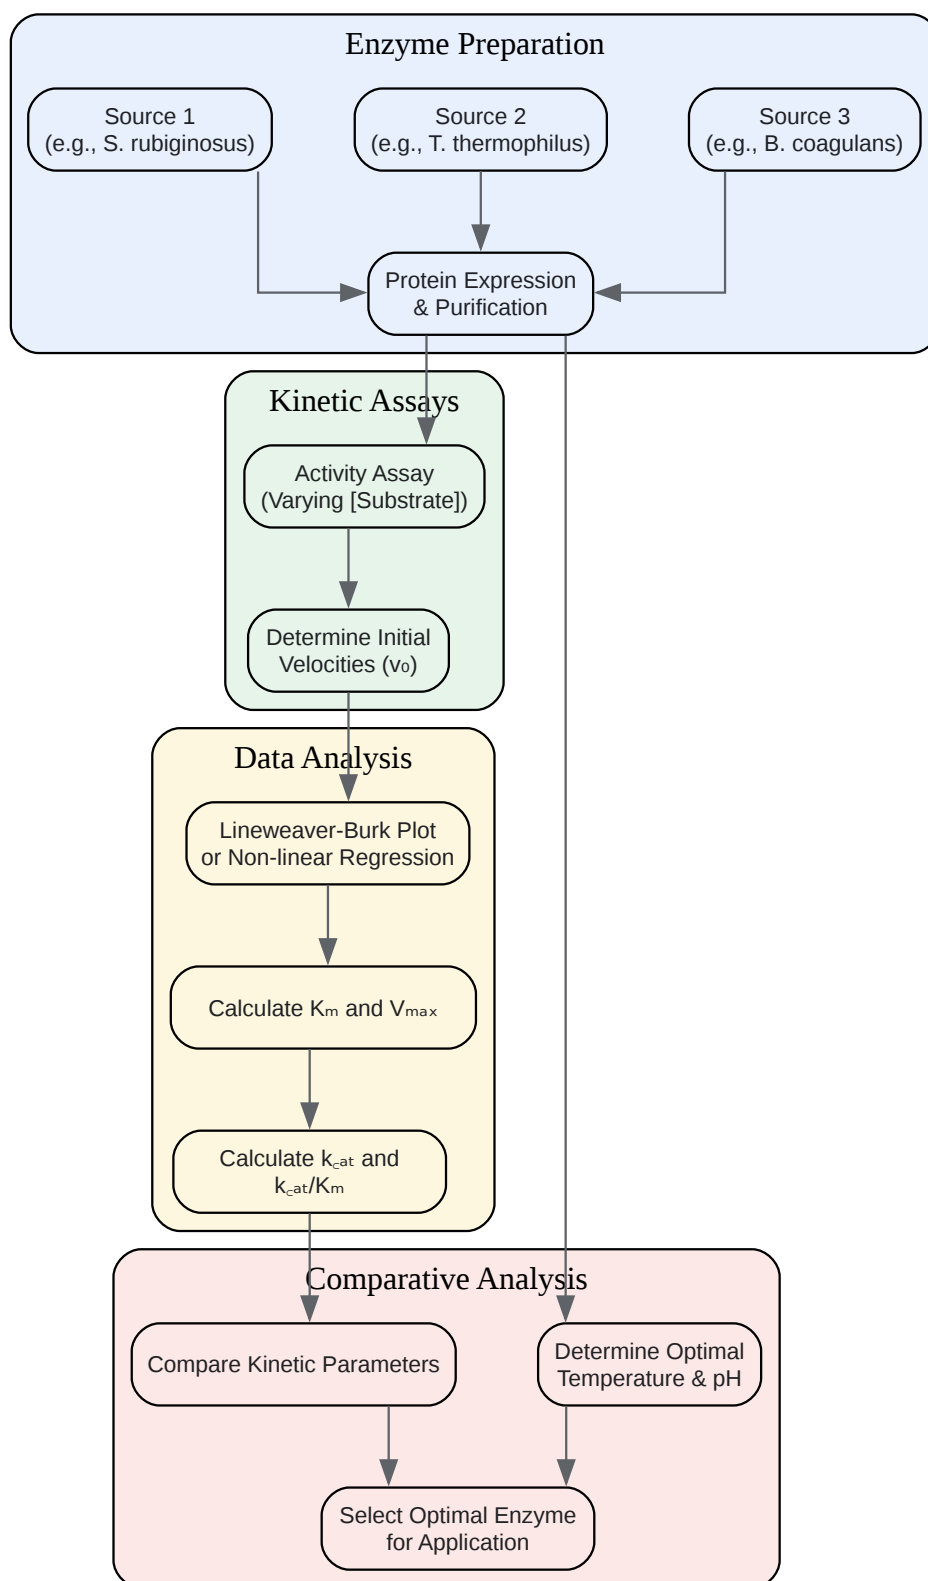 Enzyme Preparation
Source 1
(e.g., S. rubiginosus)
Source 2
(e.g., T. thermophilus)
Source 3
(e.g., B. coagulans)
Protein Expression
& Purification
Kinetic Assays
Activity Assay
(Varying [Substrate])
Determine Initial
Velocities (v₀)
Data Analysis
Lineweaver-Burk Plot
or Non-linear Regression
Calculate Kₘ and Vₘₐₓ
Calculate k꜀ₐₜ and
k꜀ₐₜ/Kₘ
Comparative Analysis
Compare Kinetic Parameters
Determine Optimal
Temperature & pH
Select Optimal Enzyme
for Application